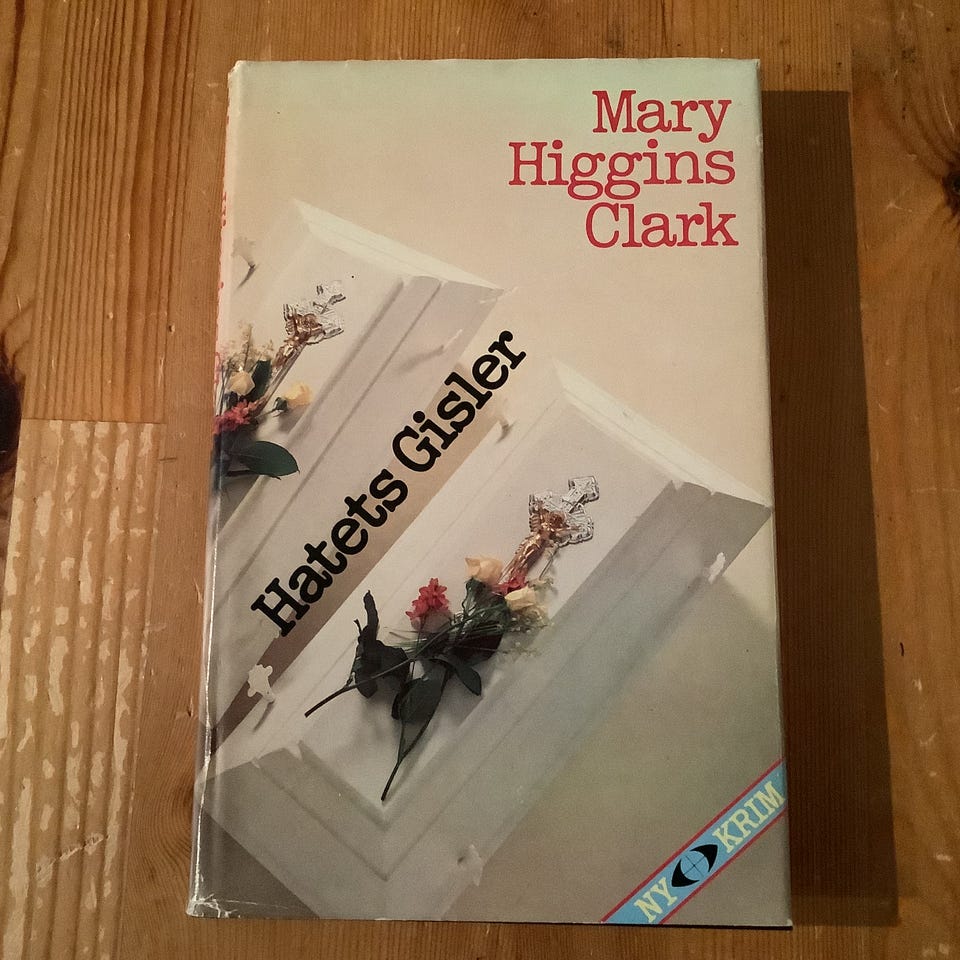 Mary
Higgins
Clark
Hatets Gisler
NY KRIM